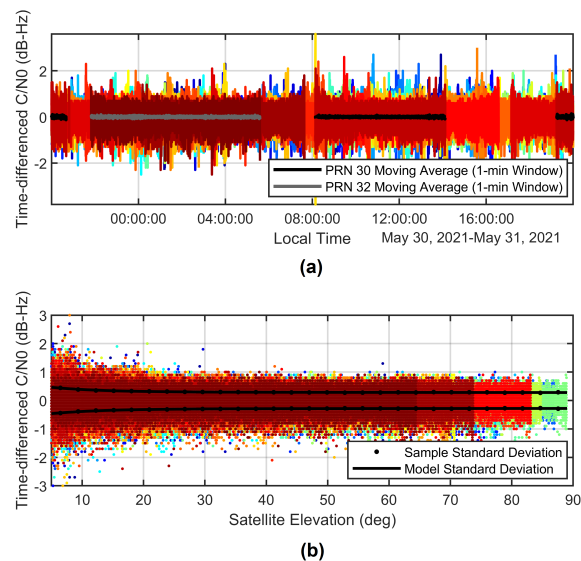 Time-differenced C/N0 (dB-Hz)
2
0
-2
PRN 30 Moving Average (1-min Window)
PRN 32 Moving Average (1-min Window)
00:00:00 04:00:00 08:00:00 12:00:00 16:00:00
Local Time May 30, 2021-May 31, 2021
(a)
Time-differenced C/N0 (dB-Hz)
3
2
1
0
-1
-2
-3
Sample Standard Deviation
Model Standard Deviation
10 20 30 40 50 60 70 80 90
Satellite Elevation (deg)
(b)